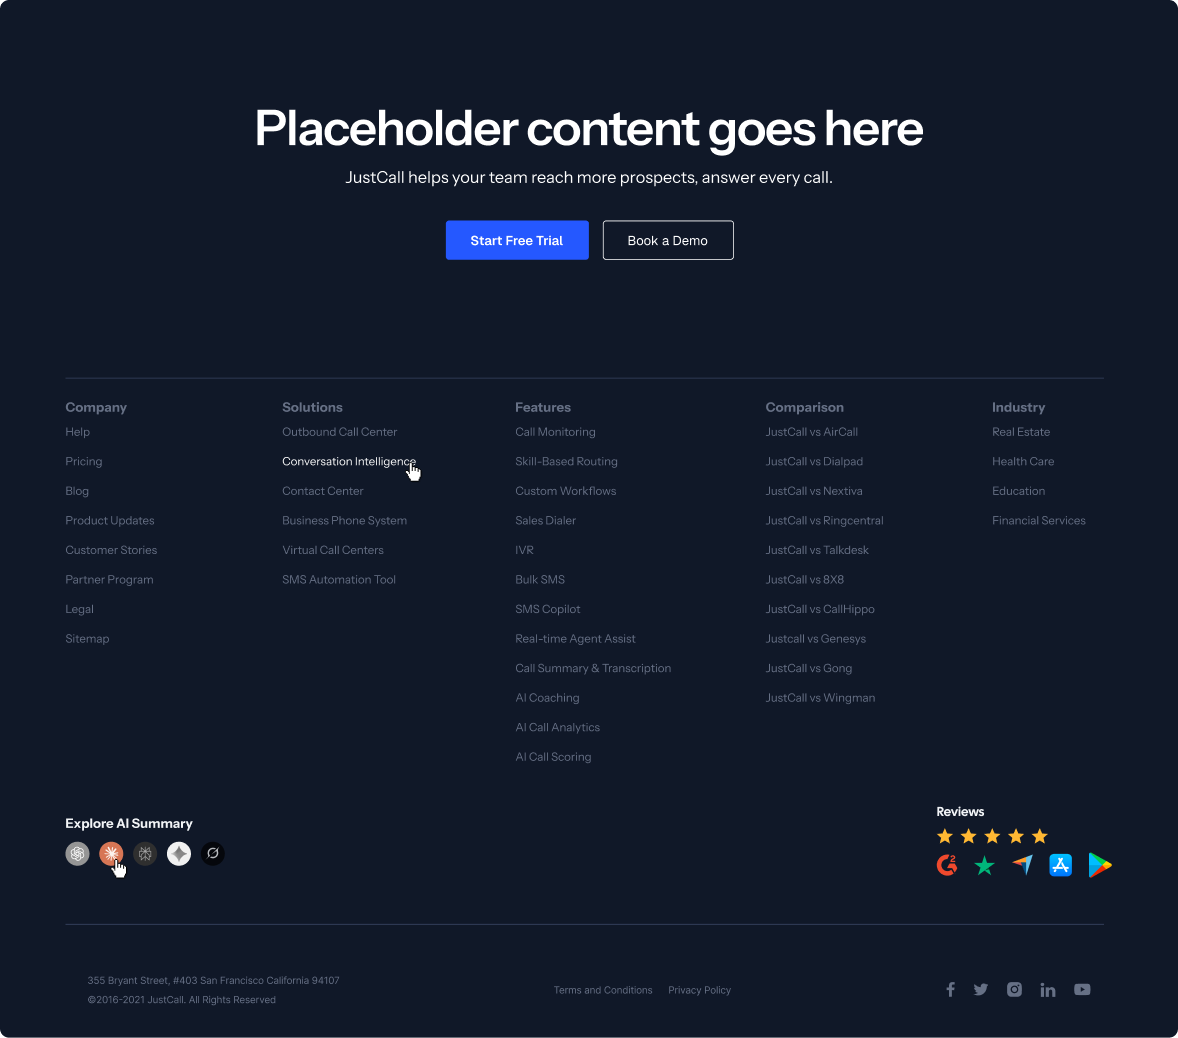 Placeholder content goes here
JustCall helps your team reach more prospects, answer every call.
Start Free Trial
Book a Demo
Company
Help
Pricing
Blog
Product Updates
Customer Stories
Partner Program
Legal
Sitemap
Solutions
Outbound Call Center
Conversation Intelligence
Contact Center
Business Phone System
Virtual Call Centers
SMS Automation Tool
Features
Call Monitoring
Skill-Based Routing
Custom Workflows
Sales Dialer
IVR
Bulk SMS
SMS Copilot
Real-time Agent Assist
Call Summary & Transcription
AI Coaching
AI Call Analytics
AI Call Scoring
Comparison
JustCall vs AirCall
JustCall vs Dialpad
JustCall vs Nextiva
JustCall vs Ringcentral
JustCall vs Talkdesk
JustCall vs 8X8
JustCall vs CallHippo
Justcall vs Genesys
JustCall vs Gong
JustCall vs Wingman
Industry
Real Estate
Health Care
Education
Financial Services
Explore AI Summary
Reviews
355 Bryant Street, #403 San Francisco California 94107
©2016-2021 JustCall. All Rights Reserved
Terms and Conditions
Privacy Policy